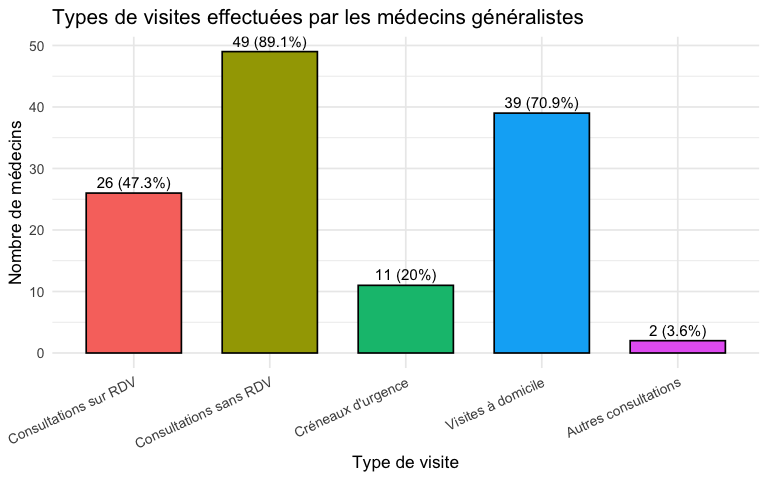 Types de visites effectuées par les médecins généralistes
Nombre de médecins
50
40
30
20
10
0
26 (47.3%)
49 (89.1%)
11 (20%)
39 (70.9%)
2 (3.6%)
Consultations sur RDV
Consultations sans RDV
Créneaux d'urgence
Visites à domicile
Autres consultations
Type de visite